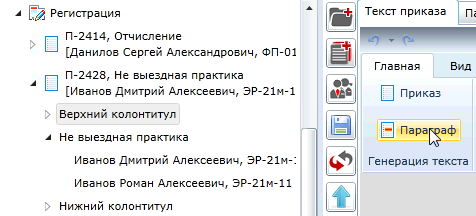 Регистрация
П-2414, Отчисление
[Данилов Сергей Александрович, ФП-01
П-2428, Не выездная практика
[Иванов Дмитрий Алексеевич, ЭР-21м-1
Верхний колонтитул
Не выездная практика
Иванов Дмитрий Алексеевич, ЭР-21м-1
Иванов Роман Алексеевич, ЭР-21м-11
Нижний колонтитул
Текст приказа
Па
Главная
Вид
Приказ
Параграф
Генерация текста